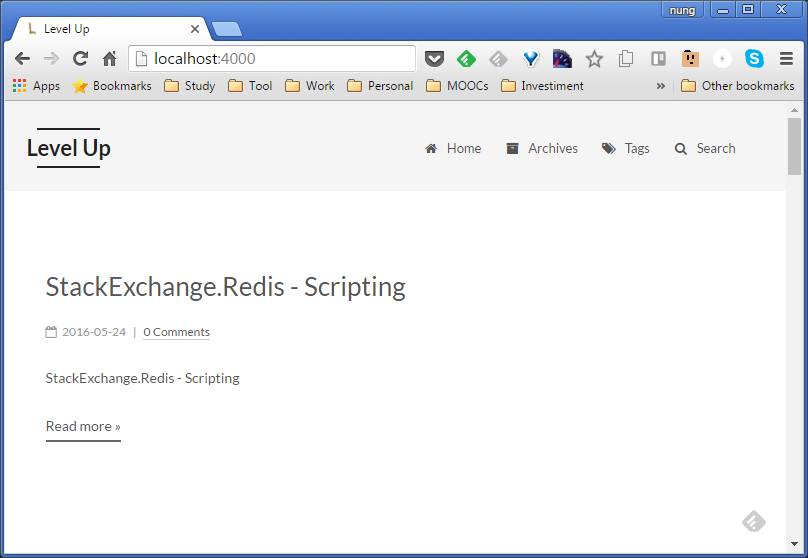 nung
Level Up
localhost:4000
Apps Bookmarks Study Tool Work Personal MOOCs Investiment » Other bookmarks
Level Up Home Archives Tags Search
StackExchange.Redis - Scripting
2016-05-24 | 0 Comments
StackExchange.Redis - Scripting
Read more »